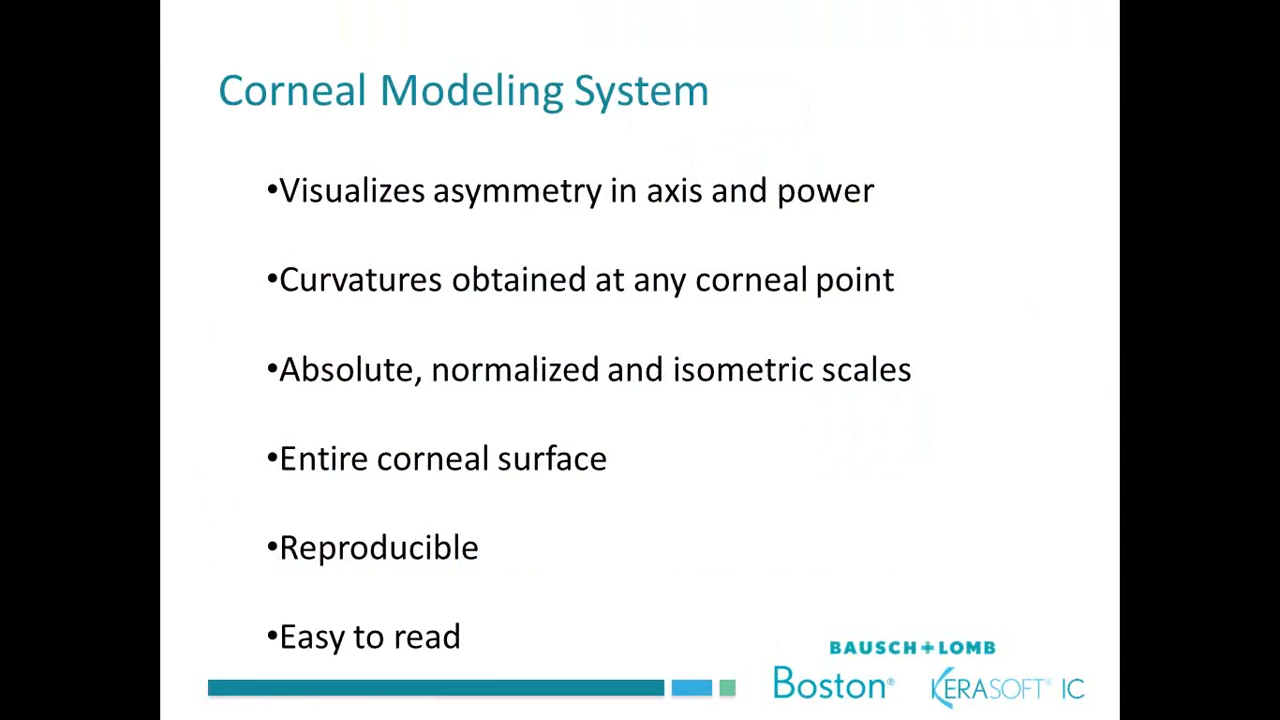 Corneal Modeling System
•Visualizes asymmetry in axis and power
•Curvatures obtained at any corneal point
•Absolute, normalized and isometric scales
•Entire corneal surface
•Reproducible
•Easy to read
BAUSCH+LOMB
Boston® KERASOFT® IC